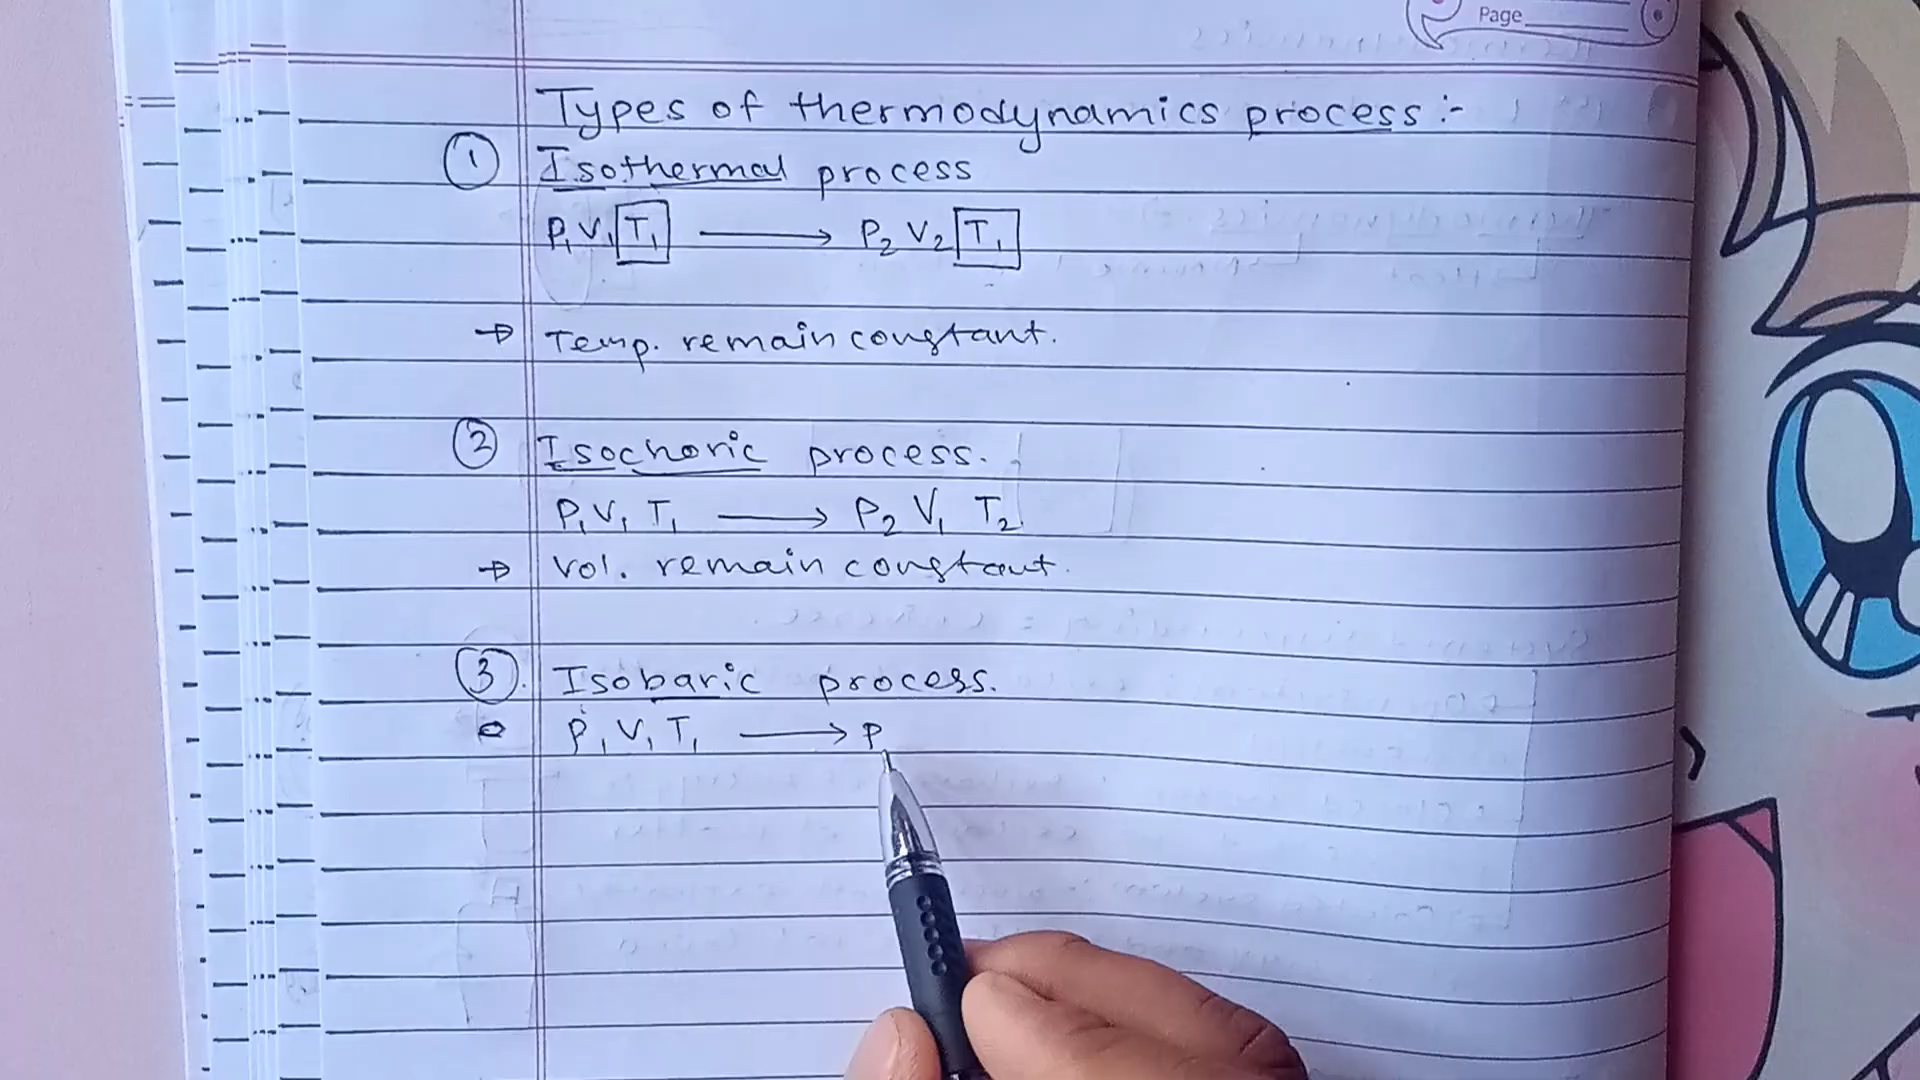 Page
Types of thermodynamics process :-
① Isothermal process
P₁ V₁ T₁ ⟶ P₂ V₂ T₁
→ Temp. remain constant.
② Isochoric process.
P₁ V₁ T₁ ⟶ P₂ V₁ T₂
→ Vol. remain constant.
③. Isobaric process.
P₁ V₁ T₁ ⟶ P